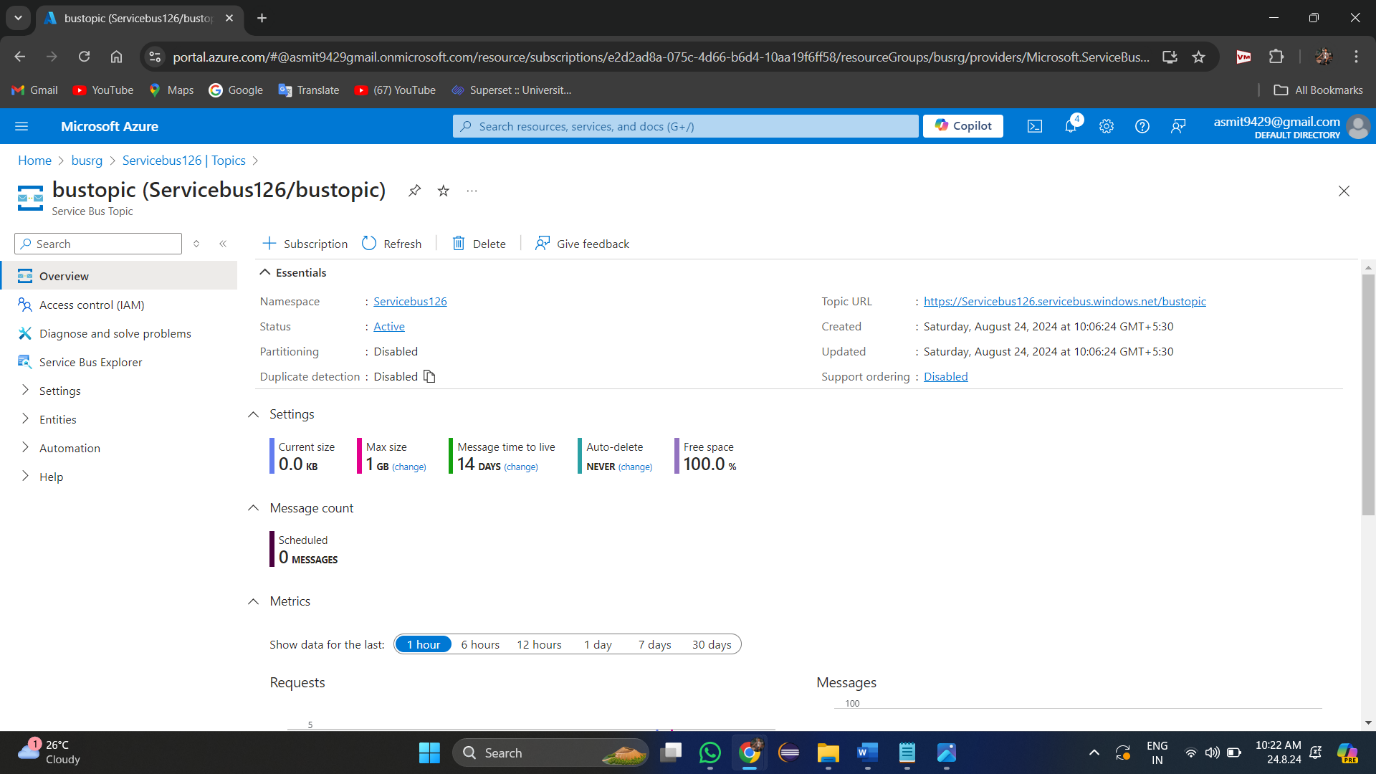 bustopic (Servicebus126/busto
portal.azure.com/#@asmit9429gmail.onmicrosoft.com/resource/subscriptions/e2d2ad8a-075c-4d66-b6d4-10aa19f6ff58/resourceGroups/busrg/providers/Microsoft.ServiceBus...
Gmail YouTube Maps Google Translate (67) YouTube Superset :: Universit... All Bookmarks
Microsoft Azure Search resources, services, and docs (G+/) Copilot 4 asmit9429@gmail.com
DEFAULT DIRECTORY
Home > busrg > Servicebus126 | Topics >
bustopic (Servicebus126/bustopic) ...
Service Bus Topic
Search
Overview
Access control (IAM)
Diagnose and solve problems
Service Bus Explorer
Settings
Entities
Automation
Help
Subscription Refresh Delete Give feedback
Essentials
Namespace : Servicebus126
Status : Active
Partitioning : Disabled
Duplicate detection : Disabled
Topic URL : https://Servicebus126.servicebus.windows.net/bustopic
Created : Saturday, August 24, 2024 at 10:06:24 GMT+5:30
Updated : Saturday, August 24, 2024 at 10:06:24 GMT+5:30
Support ordering : Disabled
Settings
Current size Max size Message time to live Auto-delete Free space
0.0 KB 1 GB (change) 14 DAYS (change) NEVER (change) 100.0 %
Message count
Scheduled
0 MESSAGES
Metrics
Show data for the last: 1 hour 6 hours 12 hours 1 day 7 days 30 days
Requests Messages
100
5
1 26°C
Cloudy
Search
ENG
IN
10:22 AM
24.8.24
PRE